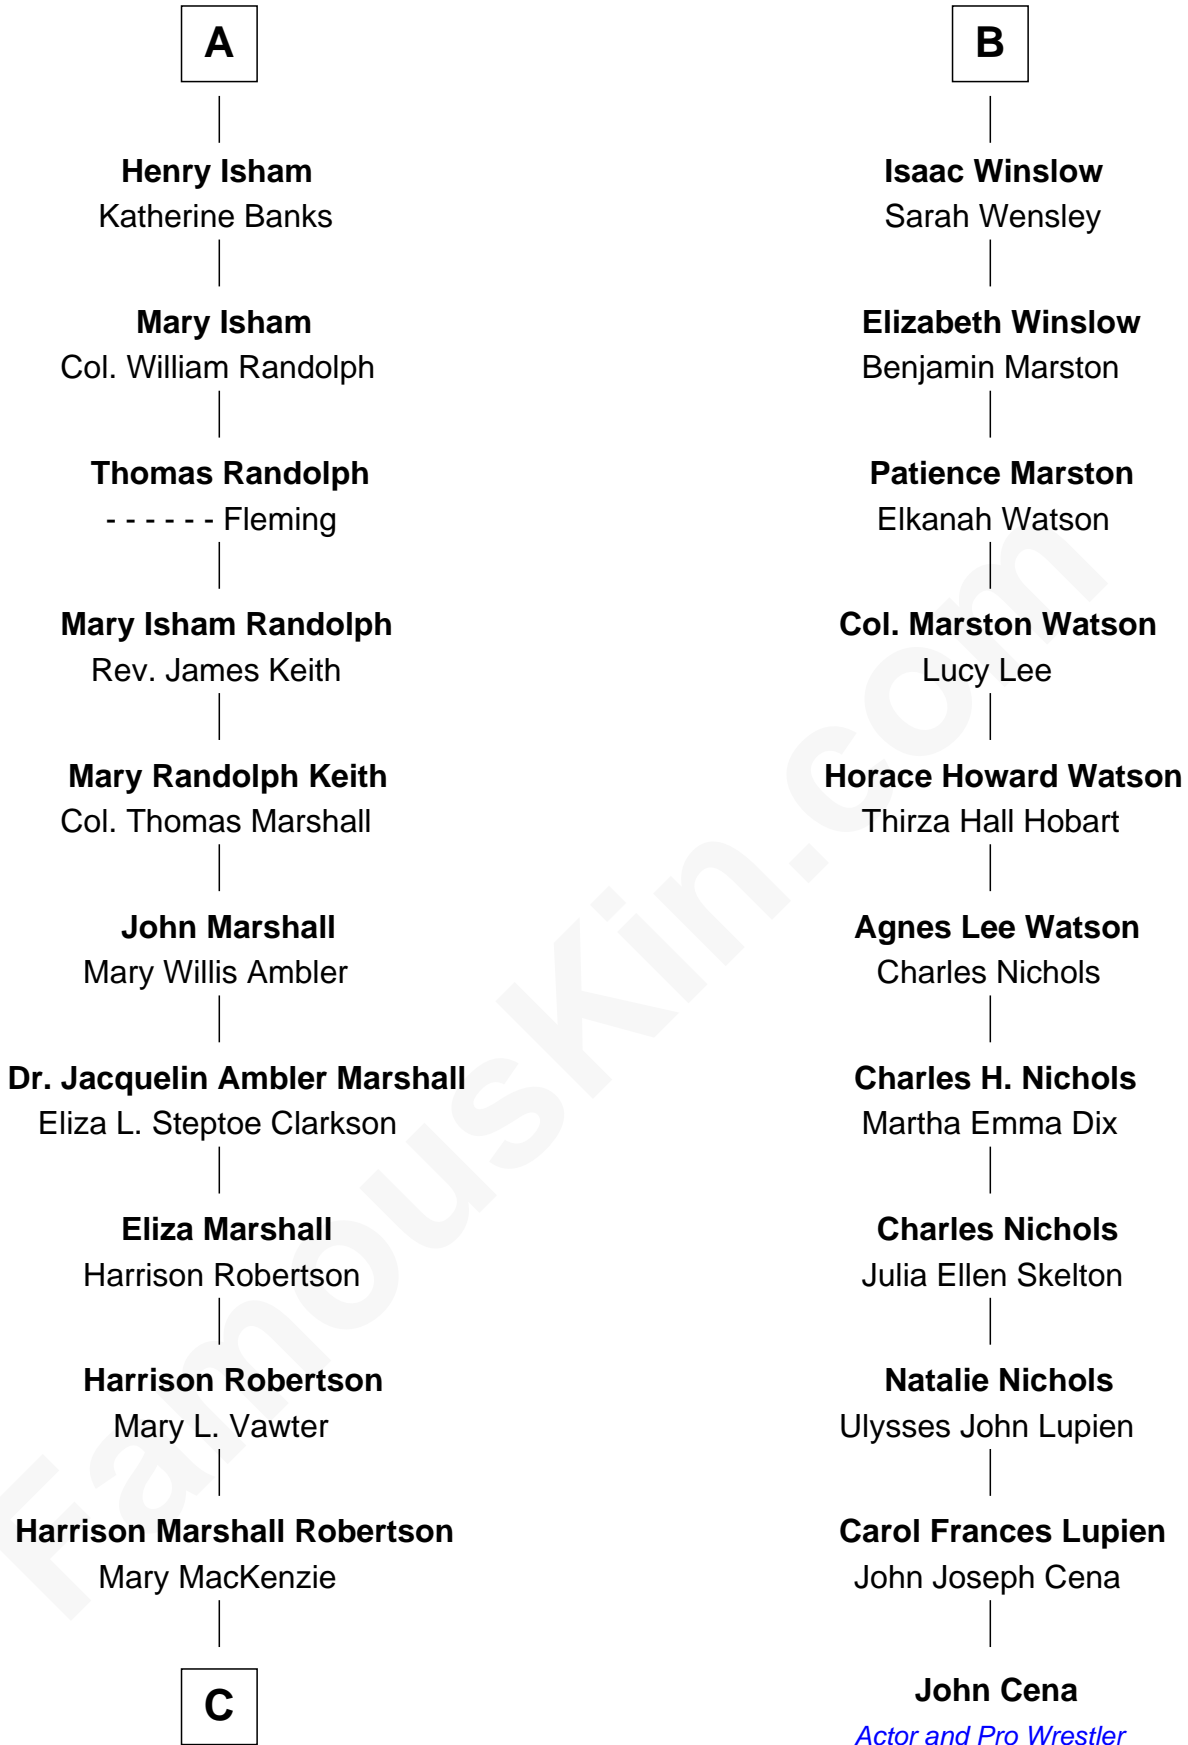 A
Henry Isham
Katherine Banks
Mary Isham
Col. William Randolph
Thomas Randolph
- - - - - - Fleming
Mary Isham Randolph
Rev. James Keith
Mary Randolph Keith
Col. Thomas Marshall
John Marshall
Mary Willis Ambler
Dr. Jacquelin Ambler Marshall
Eliza L. Steptoe Clarkson
Eliza Marshall
Harrison Robertson
Harrison Robertson
Mary L. Vawter
Harrison Marshall Robertson
Mary MacKenzie
C
B
Isaac Winslow
Sarah Wensley
Elizabeth Winslow
Benjamin Marston
Patience Marston
Elkanah Watson
Col. Marston Watson
Lucy Lee
Horace Howard Watson
Thirza Hall Hobart
Agnes Lee Watson
Charles Nichols
Charles H. Nichols
Martha Emma Dix
Charles Nichols
Julia Ellen Skelton
Natalie Nichols
Ulysses John Lupien
Carol Frances Lupien
John Joseph Cena
John Cena
Actor and Pro Wrestler
FamousKin.com